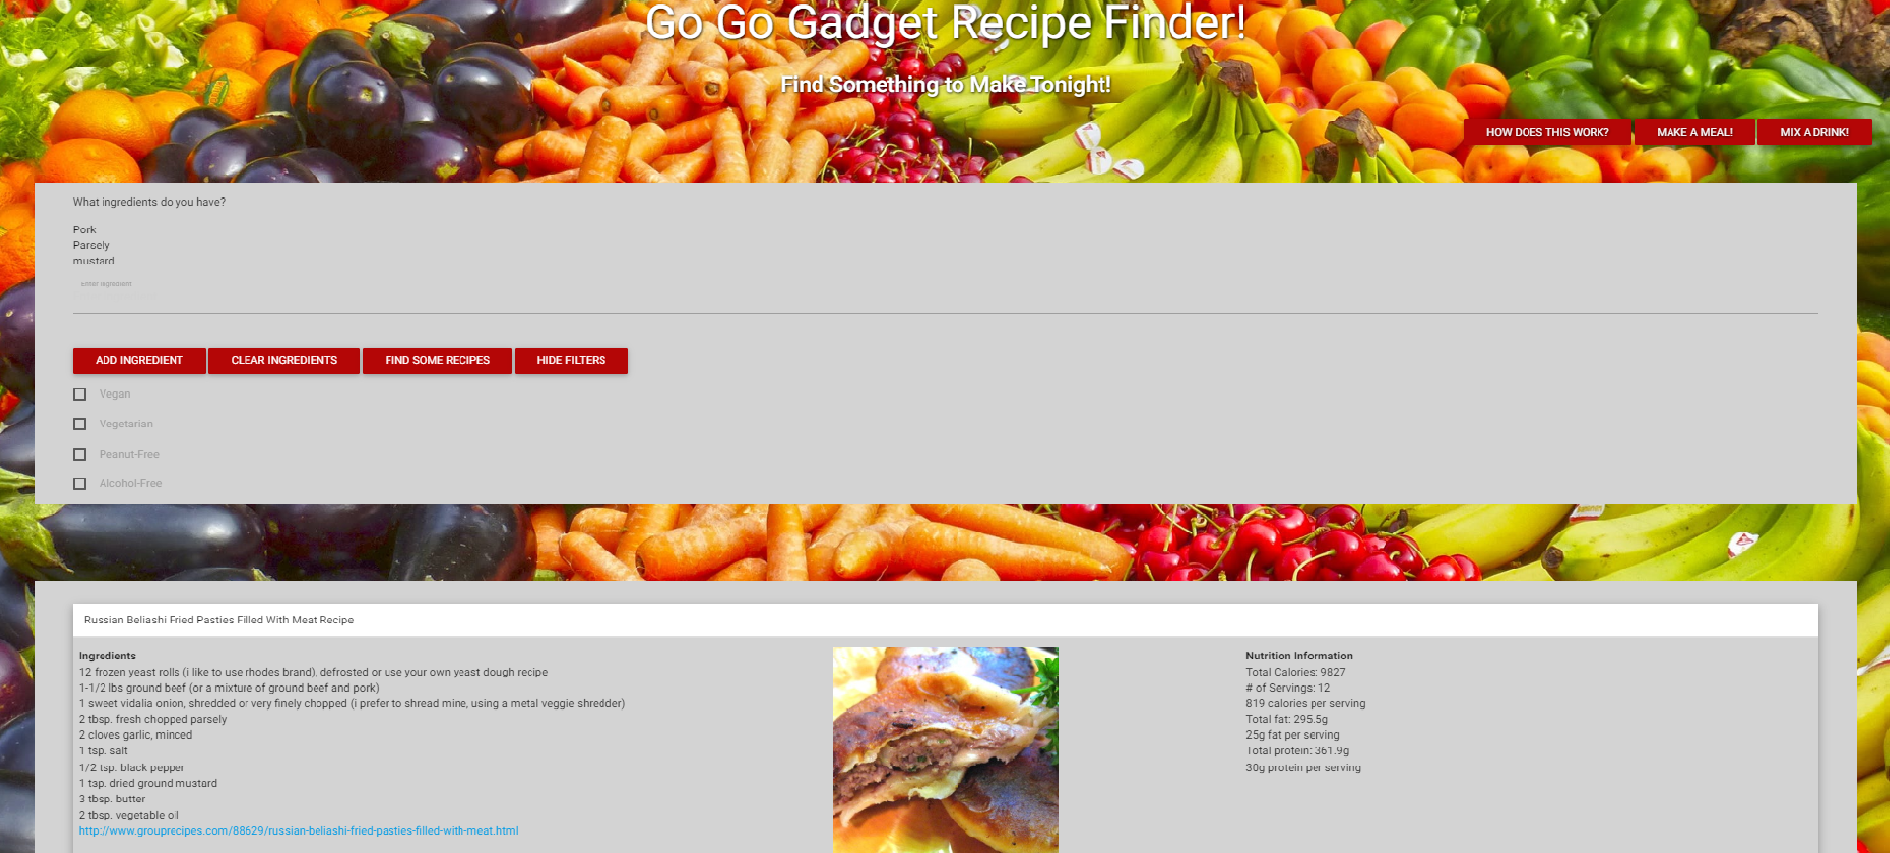 Go Go Gadget Recipe Finder!
Find Something to Make Tonight!
HOW DOES THIS WORK? MAKE A MEAL! MIX A DRINK!
What ingredients do you have?
Pork
Parsely
mustard
Enter ingredient
ADD INGREDIENT CLEAR INGREDIENTS FIND SOME RECIPES HIDE FILTERS
Vegan
Vegetarian
Peanut-Free
Alcohol-Free
Russian Beliashi Fried Pasties Filled With Meat Recipe
Ingredients
12 frozen yeast rolls (i like to use rhodes brand), defrosted or use your own yeast dough recipe
1-1/2 lbs ground beef (or a mixture of ground beef and pork)
1 sweet vidalia onion, shredded or very finely chopped (i prefer to shread mine, using a metal veggie shredder)
2 tbsp. fresh chopped parsely
2 cloves garlic, minced
1 tsp. salt
1/2 tsp. black pepper
1 tsp. dried ground mustard
3 tbsp. butter
2 tbsp. vegetable oil
http://www.grouprecipes.com/88629/russian-beliashi-fried-pasties-filled-with-meat.html
Nutrition Information
Total Calories: 9827
# of Servings: 12
819 calories per serving
Total fat: 295.5g
25g fat per serving
Total protein: 361.9g
30g protein per serving